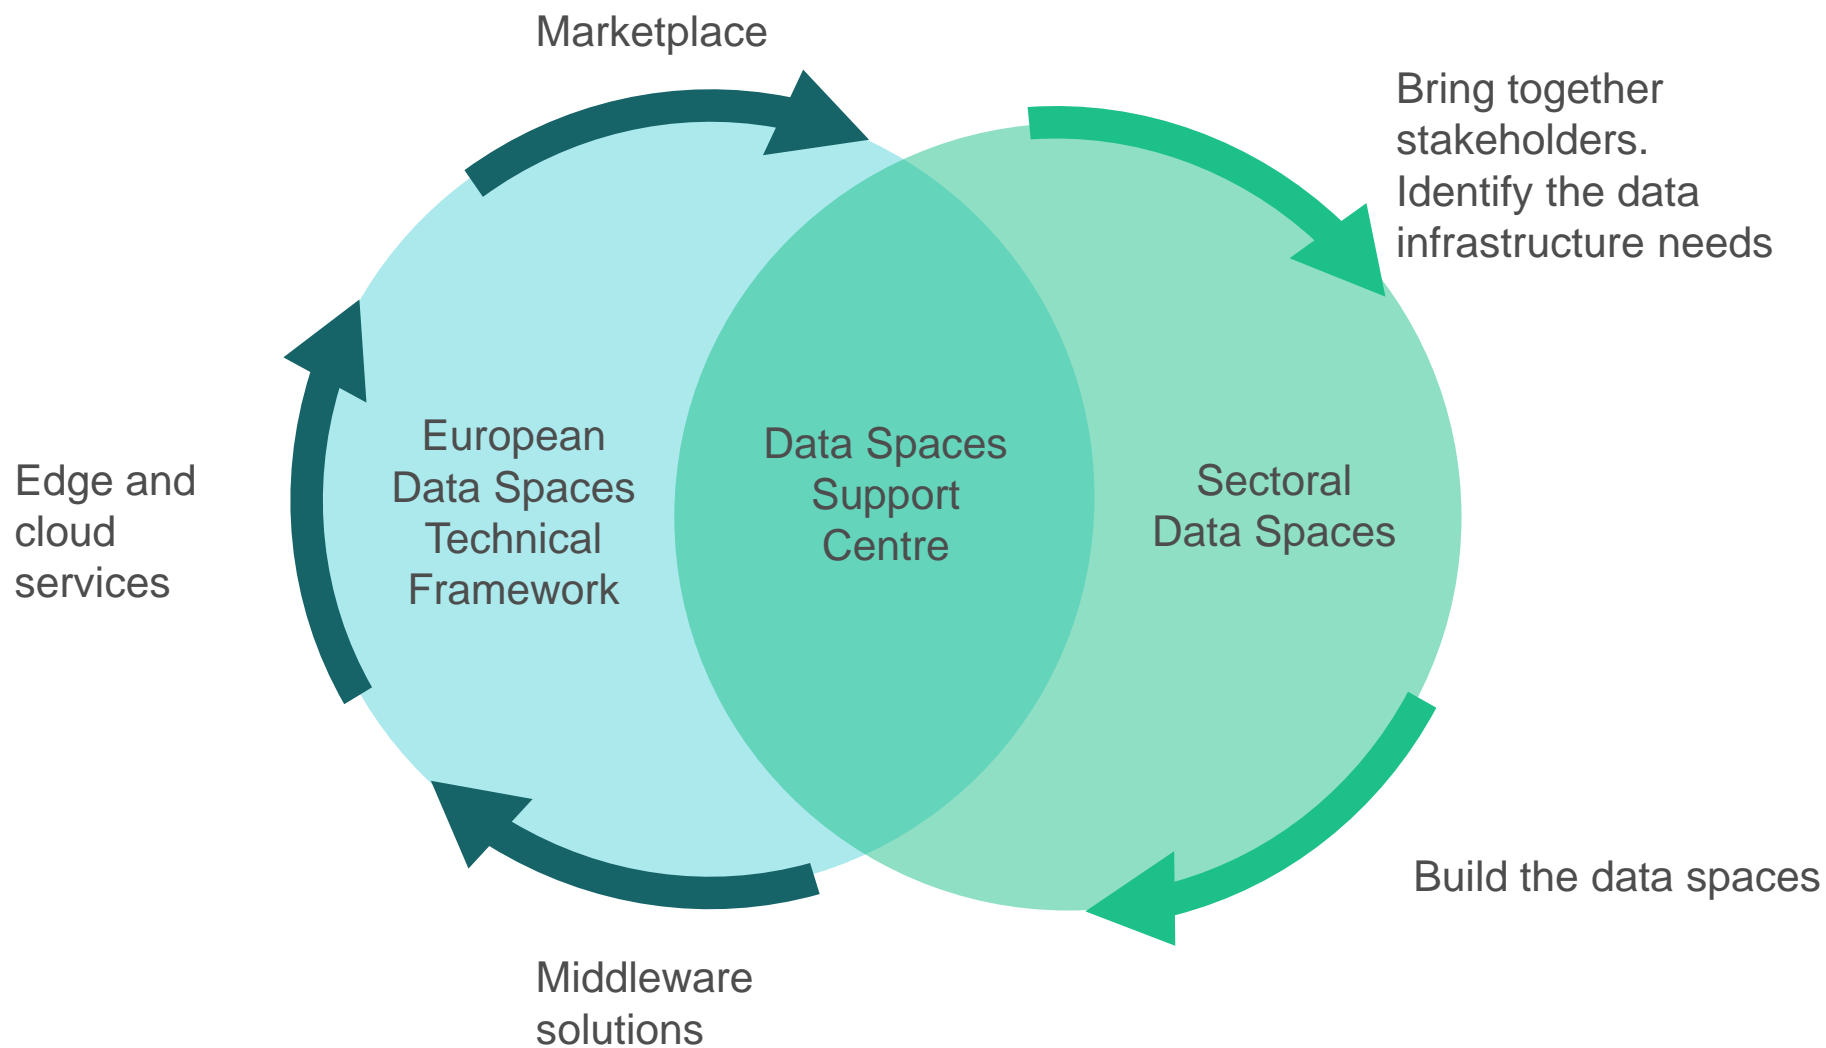 Marketplace
Bring together
stakeholders.
Identify the data
infrastructure needs
European
Data Spaces
Technical
Framework
Data Spaces
Support
Centre
Sectoral
Data Spaces
Edge and
cloud
services
Build the data spaces
Middleware
solutions